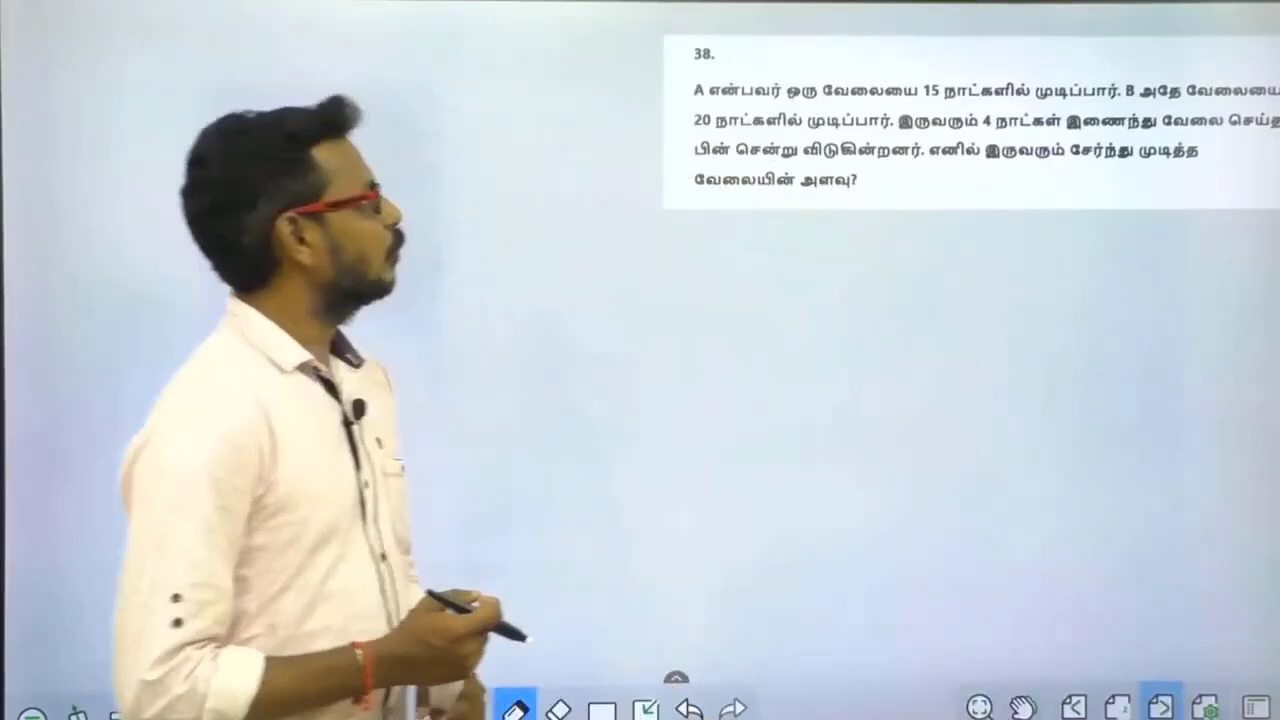 38.
A என்பவர் ஒரு வேலையை 15 நாட்களில் முடிப்பார். B அதே வேலையை
20 நாட்களில் முடிப்பார். இருவரும் 4 நாட்கள் இணைந்து வேலை செய்த
பின் சென்று விடுகின்றனர். எனில் இருவரும் சேர்ந்து முடித்த
வேலையின் அளவு?